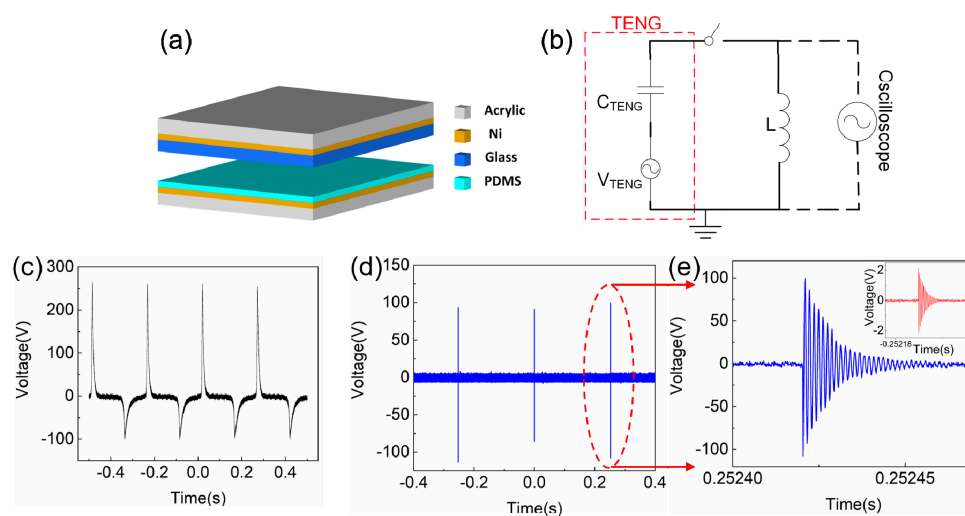 (a)
Acrylic
Ni
Glass
PDMS
(b)
TENG
C_TENG
V_TENG
L
Cscilloscope
(c)
300
200
100
0
-100
Voltage(V)
-0.4 -0.2 0.0 0.2 0.4
Time(s)
(d)
150
100
50
0
-50
-100
Voltage(V)
-0.4 -0.2 0.0 0.2 0.4
Time(s)
(e)
100
50
0
-50
-100
Voltage(V)
0.25240 0.25245
Time(s)
2
0
-2
Voltage(V)
-0.25218
Time(s)